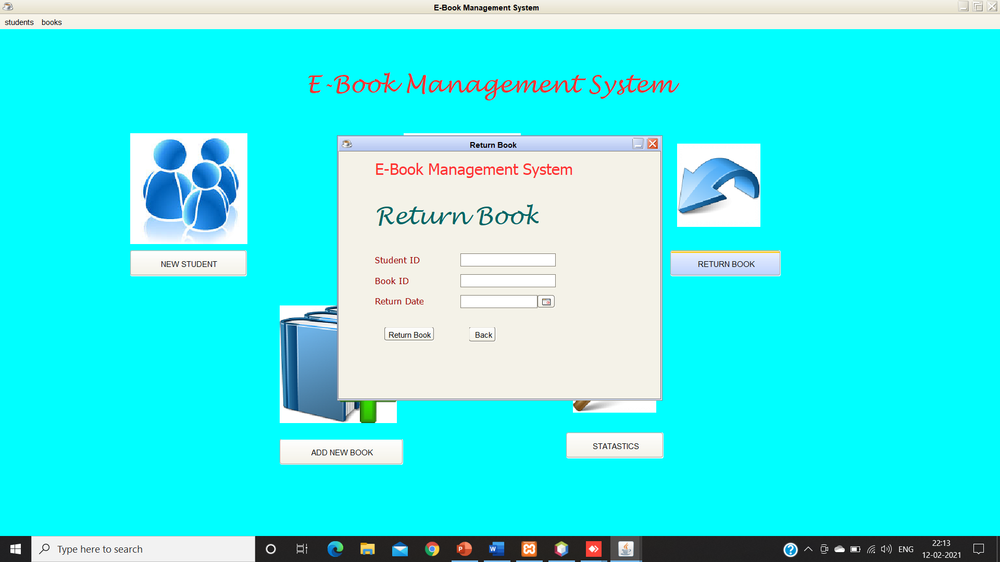 E-Book Management System
students books
E-Book Management System
Return Book
E-Book Management System
Return Book
NEW STUDENT
Student ID
RETURN BOOK
Book ID
Return Date
Return Book
Back
ADD NEW BOOK
STATASTICS
Type here to search
ENG
22:13
12-02-2021